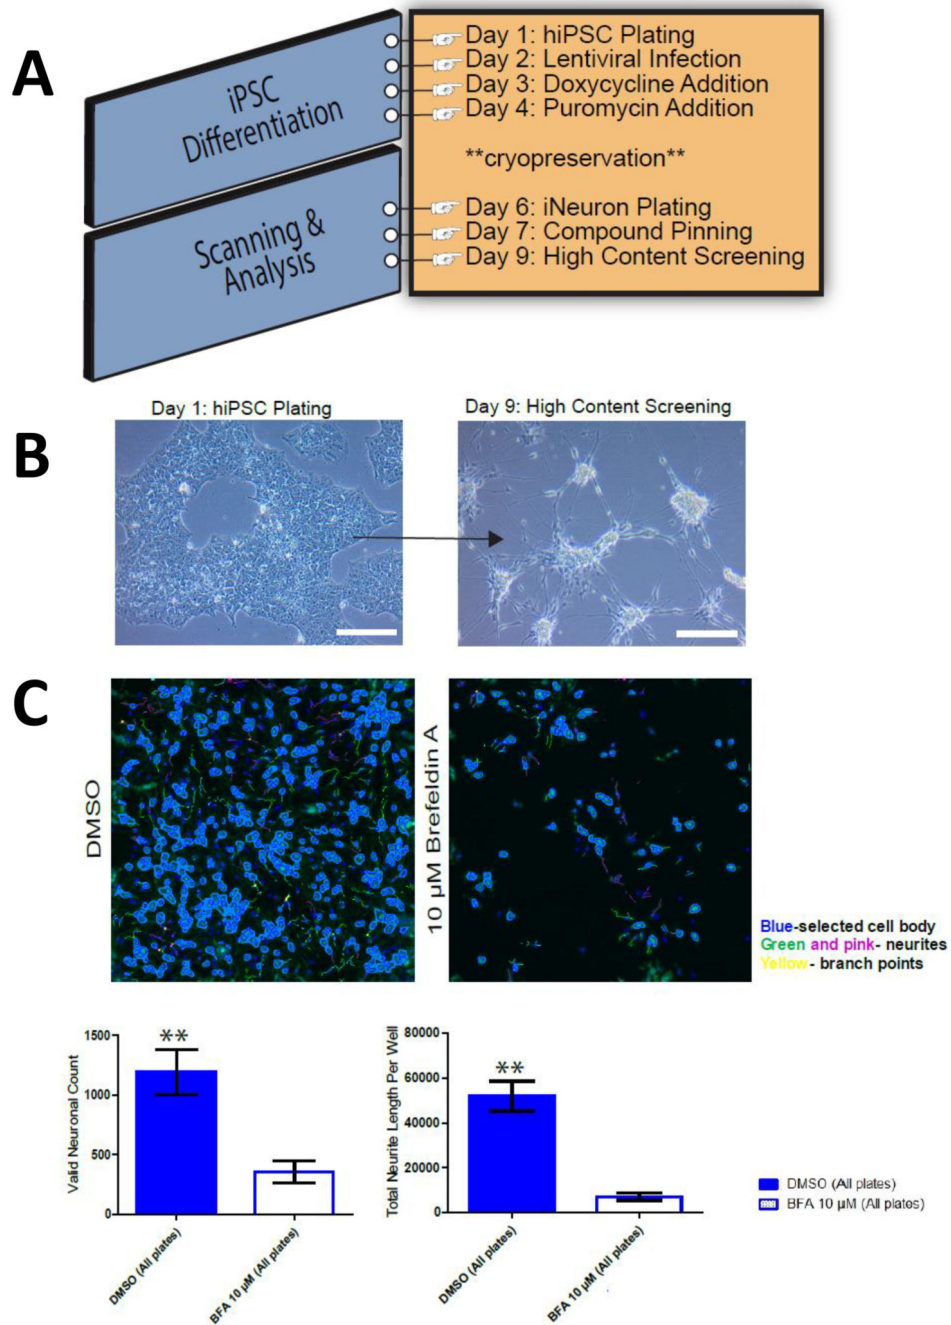 A
iPSC
Differentiation
Scanning &
Analysis
Day 1: hiPSC Plating
Day 2: Lentiviral Infection
Day 3: Doxycycline Addition
Day 4: Puromycin Addition
**cryopreservation**
Day 6: iNeuron Plating
Day 7: Compound Pinning
Day 9: High Content Screening
B
Day 1: hiPSC Plating
Day 9: High Content Screening
C
DMSO
10 µM Brefeldin A
Blue-selected cell body
Green and pink- neurites
Yellow- branch points
Valid Neuronal Count
1500
1000
500
0
**
DMSO (All plates)
BFA 10 µM (All plates)
Total Neurite Length Per Well
80000
60000
40000
20000
0
**
DMSO (All plates)
BFA 10 µM (All plates)
DMSO (All plates)
BFA 10 µM (All plates)